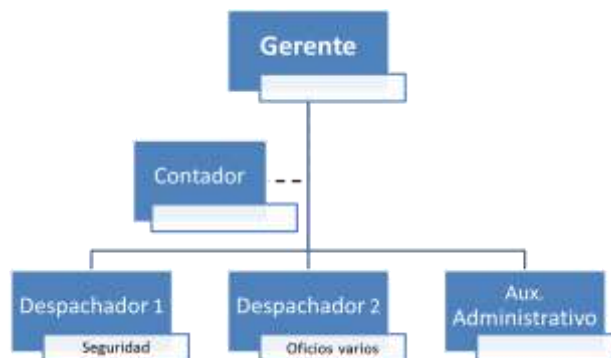 Gerente
Contador
Despachador 1
Seguridad
Despachador 2
Oficios varios
Aux.
Administrativo